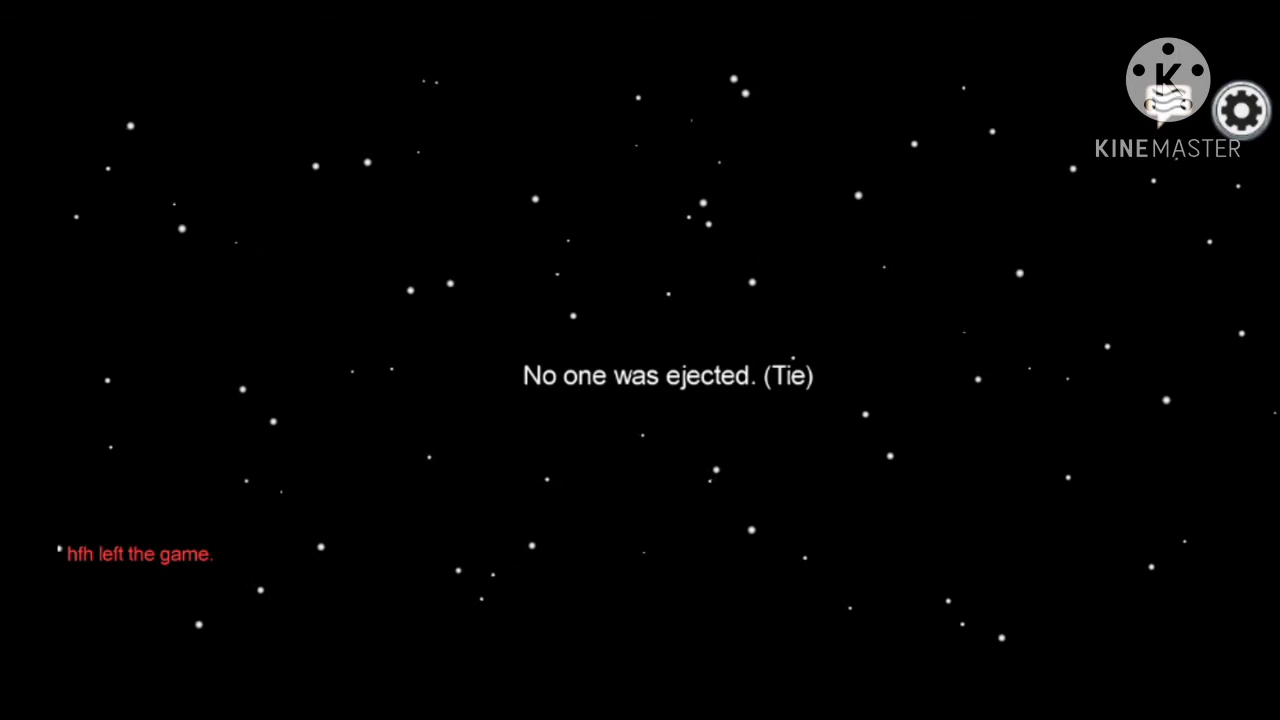 K
KINEMASTER
No one was ejected. (Tie)
hfh left the game.